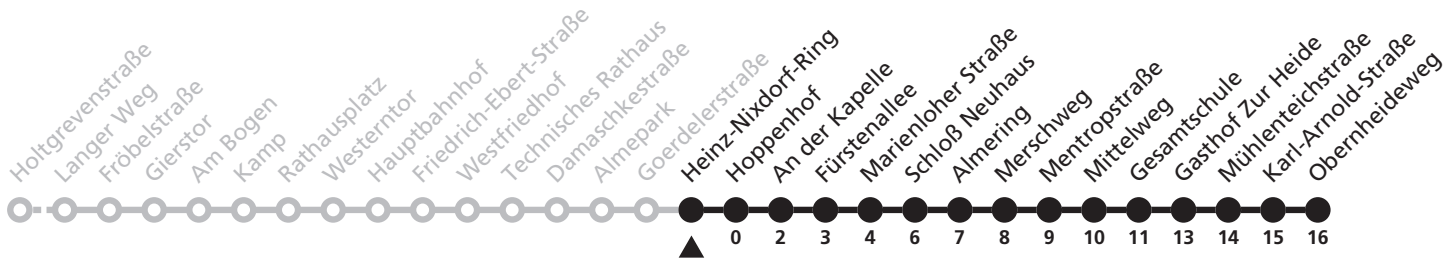 Holtgrevenstraße
Langer Weg
Fröbelstraße
Gierstor
Am Bogen
Kamp
Rathausplatz
Westerntor
Hauptbahnhof
Friedrich-Ebert-Straße
Westfriedhof
Technisches Rathaus
Damaschkestraße
Almepark
Goerdelerstraße
Heinz-Nixdorf-Ring
Hoppenhof
An der Kapelle
Fürstenallee
Marienloher Straße
Schloß Neuhaus
Almering
Merschweg
Mentropstraße
Mittelweg
Gesamtschule
Gasthof Zur Heide
Mühlenteichstraße
Karl-Arnold-Straße
Obernheideweg
0 2 3 4 6 7 8 9 10 11 13 14 15 16